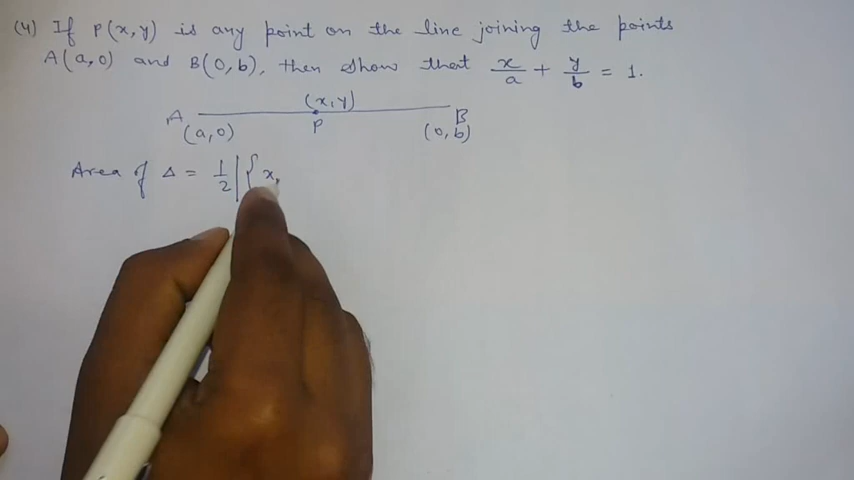 (4) If P(x, y) is any point on the line joining the points
A(a, 0) and B(0, b), then show that x/a + y/b = 1.
(x, y)
A P B
(a, 0) (0, b)
Area of Δ = 1/2 | { x,